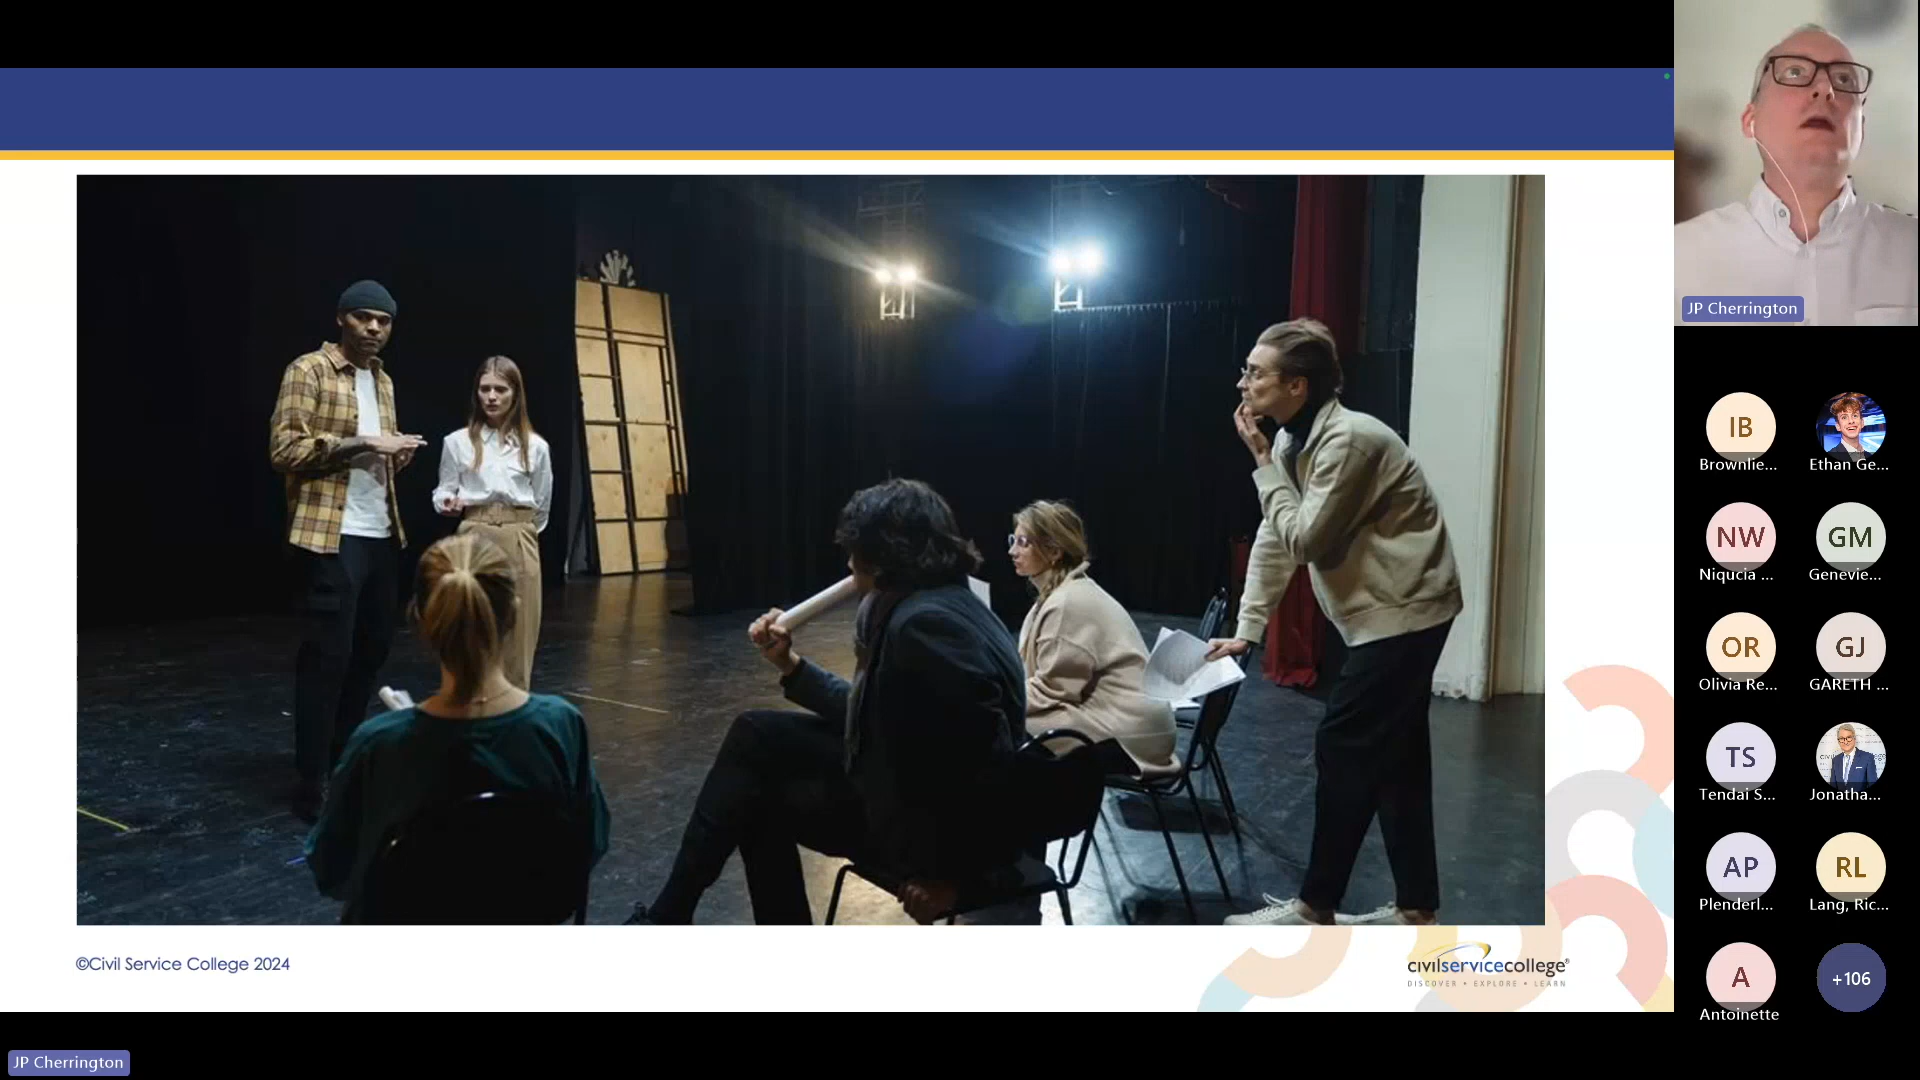 JP Cherrington
IB
Brownlie...
Ethan Ge...
NW
Niqucia ...
GM
Genevie...
OR
Olivia Re...
GJ
GARETH ...
TS
Tendai S...
Jonatha...
AP
Plenderl...
RL
Lang, Ric...
A
Antoinette
+106
©Civil Service College 2024
civilservicecollege®
DISCOVER • EXPLORE • LEARN
JP Cherrington